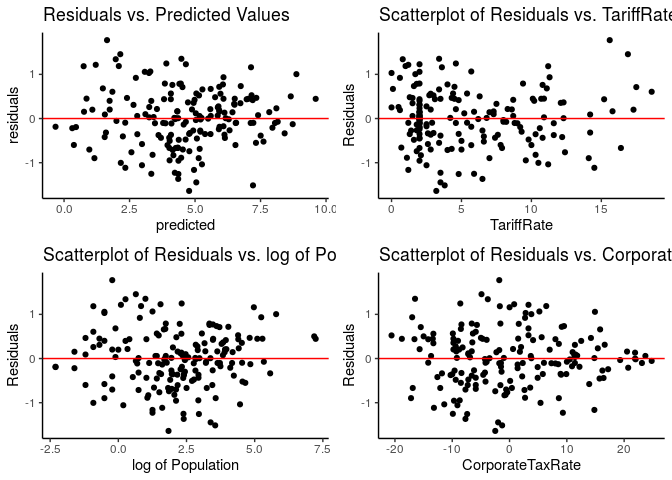 Residuals vs. Predicted Values
residuals
1
0
-1
0.0 2.5 5.0 7.5 10.0
predicted
Scatterplot of Residuals vs. TariffRate
Residuals
1
0
-1
0 5 10 15
TariffRate
Scatterplot of Residuals vs. log of Po
Residuals
1
0
-1
-2.5 0.0 2.5 5.0 7.5
log of Population
Scatterplot of Residuals vs. Corporat
Residuals
1
0
-1
-20 -10 0 10 20
CorporateTaxRate